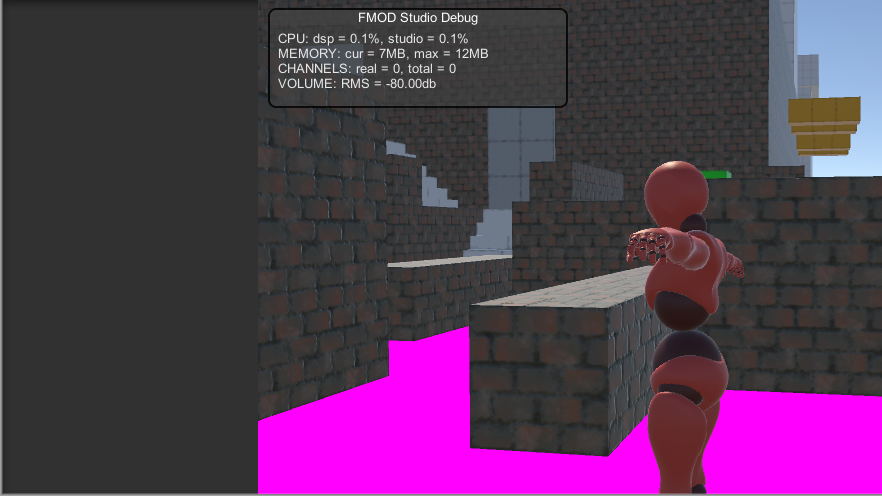 FMOD Studio Debug
CPU: dsp = 0.1%, studio = 0.1%
MEMORY: cur = 7MB, max = 12MB
CHANNELS: real = 0, total = 0
VOLUME: RMS = -80.00db